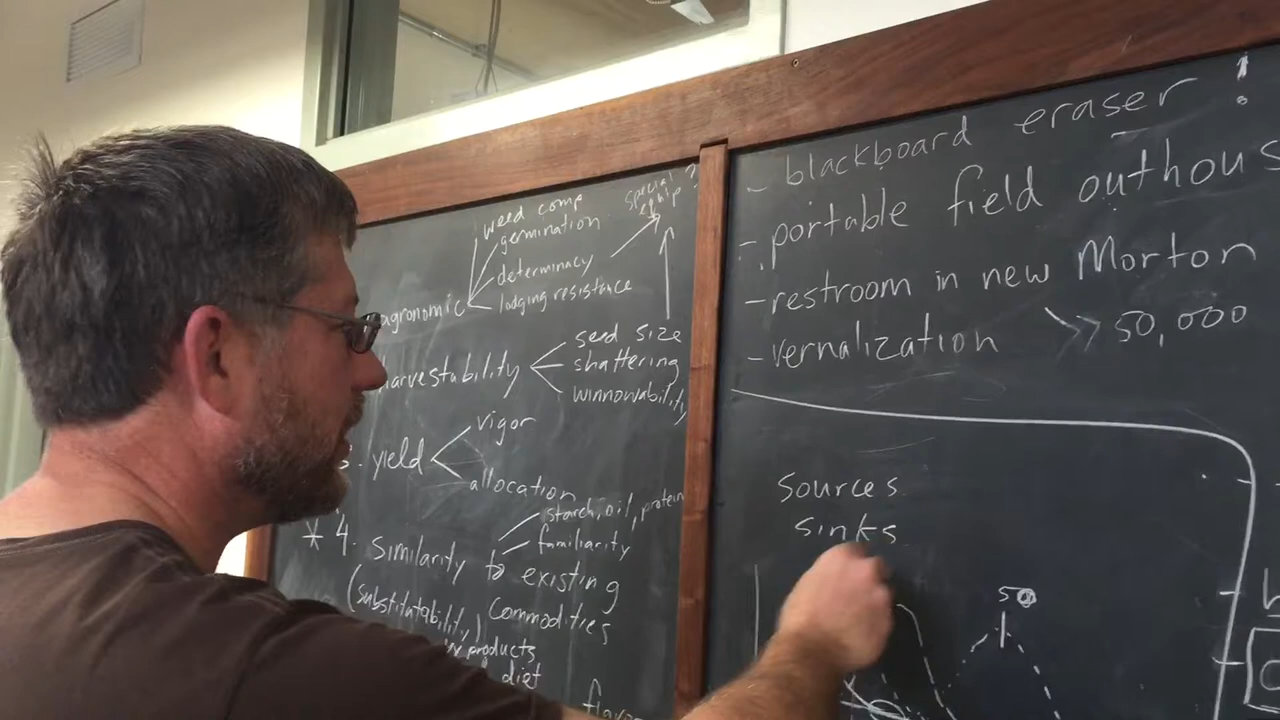 weed comp
germination
determinacy
lodging resistance
special
equip ?
agronomic
harvestability
seed size
shattering
winnowability
yield
vigor
allocation
* 4. similarity to existing
commodities
starch, oil, protein
familiarity
(substitutability)
products
diet
- blackboard eraser !
- portable field outhous
- restroom in new Morton
- vernalization >> 50,000
sources
sinks